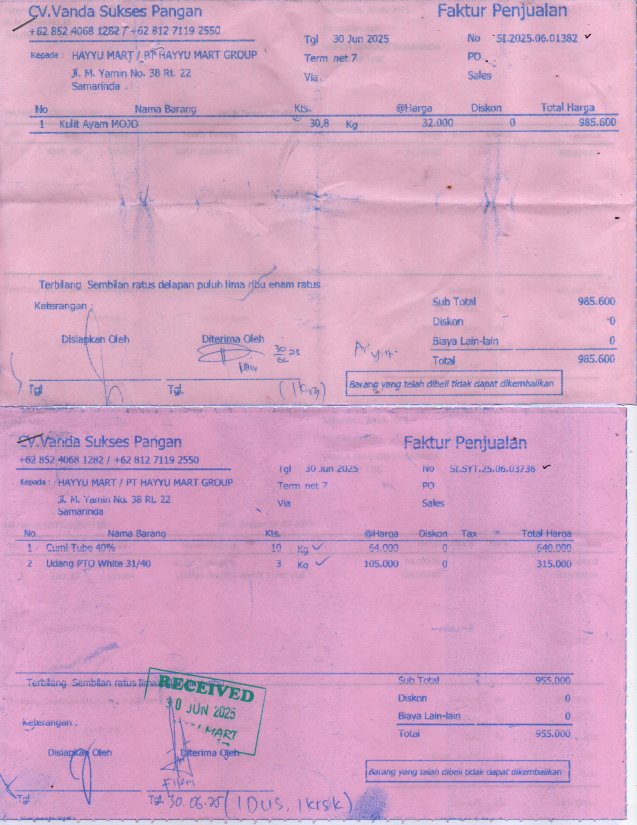 CV.Vanda Sukses Pangan
Faktur Penjualan
+62 852 4068 1282 / +62 812 7119 2550
Tgl 30 Jun 2025 No SI.2025.06.01382
Kepada : HAYYU MART / PT HAYYU MART GROUP
Term net 7 PO
Jl. M. Yamin No. 38 Rt. 22
Via Sales
Samarinda
No Nama Barang Kts. @Harga Diskon Total Harga
1 Kulit Ayam MOJO 30,8 Kg 32.000 0 985.600
Terbilang Sembilan ratus delapan puluh lima ribu enam ratus
Keterangan :
Sub Total 985.600
Diskon 0
Biaya Lain-lain 0
Total 985.600
Disiapkan Oleh Diterima Oleh
30
06 25
Tgl. Tgl.
Barang yang telah dibeli tidak dapat dikembalikan
CV.Vanda Sukses Pangan
Faktur Penjualan
+62 852 4068 1282 / +62 812 7119 2550
Tgl 30 Jun 2025 No SI.SYT.25.06.03736
Kepada : HAYYU MART / PT HAYYU MART GROUP
Term net 7 PO
Jl. M. Yamin No. 38 Rt. 22
Via Sales
Samarinda
No Nama Barang Kts. @Harga Diskon Tax Total Harga
1 Cumi Tube 40% 10 Kg 64.000 0 640.000
2 Udang PTO White 31/40 3 Kg 105.000 0 315.000
Terbilang Sembilan ratus lima
RECEIVED
30 JUN 2025
MART
Sub Total 955.000
Diskon 0
Biaya Lain-lain 0
Total 955.000
Keterangan :
Disiapkan Oleh Diterima Oleh
Barang yang telah dibeli tidak dapat dikembalikan
Tgl. Tgl. 30.06.25 (1 DUS, 1 krsk)